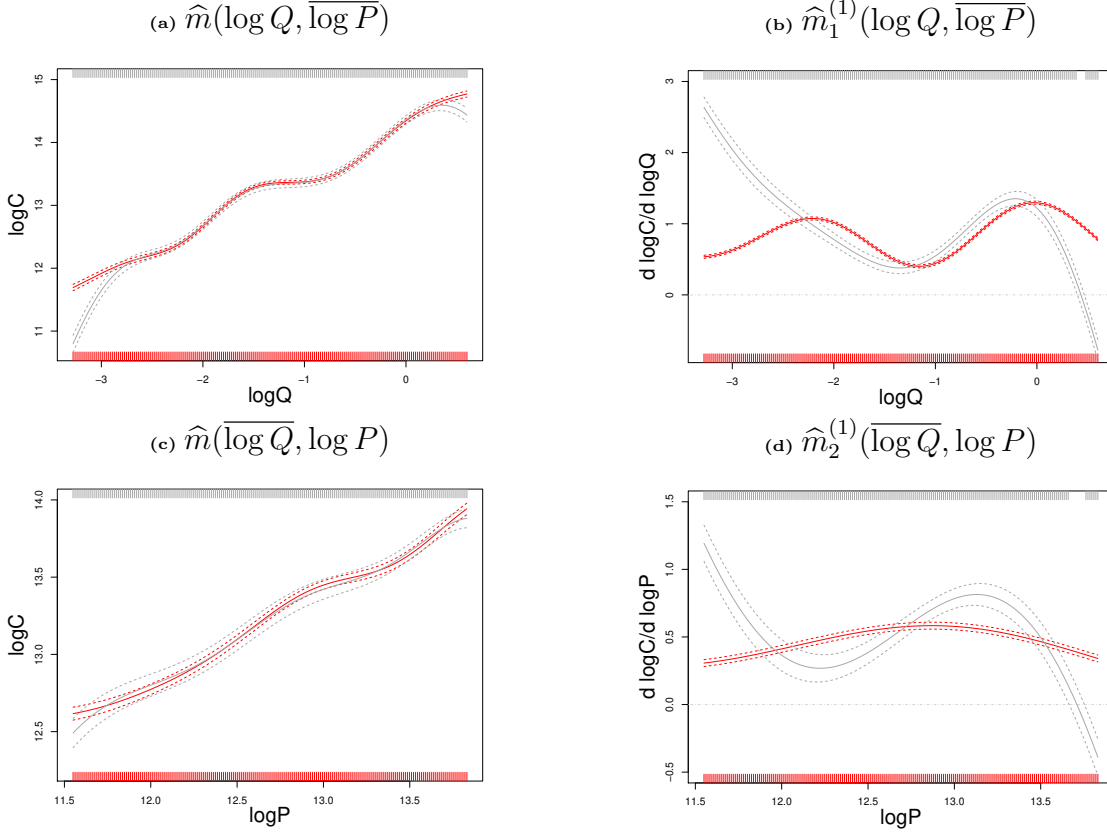 (a) m̂(log Q, \overline{log P})
15
14
13
12
11
logC
−3 −2 −1 0
logQ
(b) m̂₁⁽¹⁾(log Q, \overline{log P})
3
2
1
0
d logC/d logQ
−3 −2 −1 0
logQ
(c) m̂(\overline{log Q}, log P)
14.0
13.5
13.0
12.5
logC
11.5 12.0 12.5 13.0 13.5
logP
(d) m̂₂⁽¹⁾(\overline{log Q}, log P)
1.5
1.0
0.5
0.0
−0.5
d logC/d logP
11.5 12.0 12.5 13.0 13.5
logP